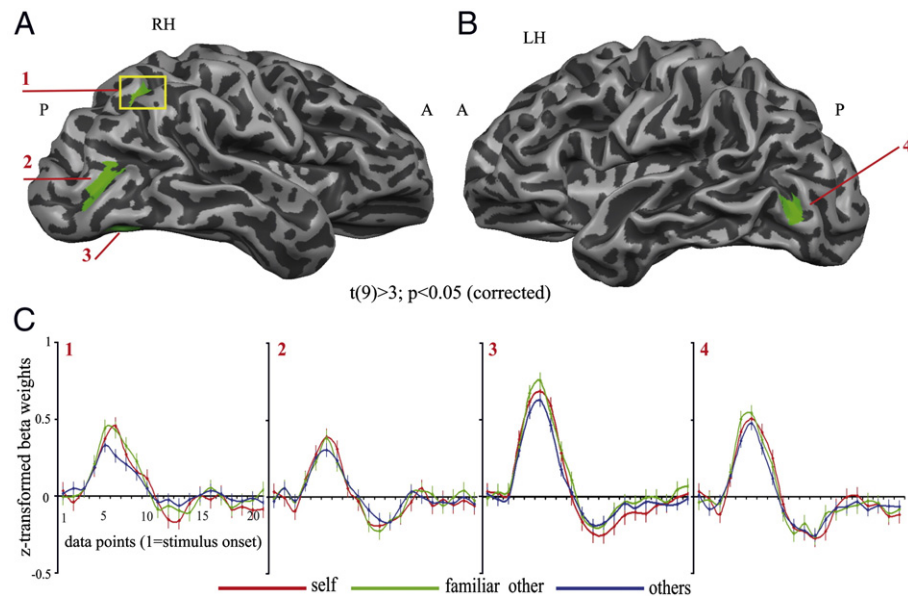 A
RH
B
LH
1
P
A
A
P
2
4
3
t(9)>3; p<0.05 (corrected)
C
1
1
2
3
4
z-transformed beta weights
0.5
0
1
5
10
15
20
data points (1=stimulus onset)
-0.5
self
familiar other
others